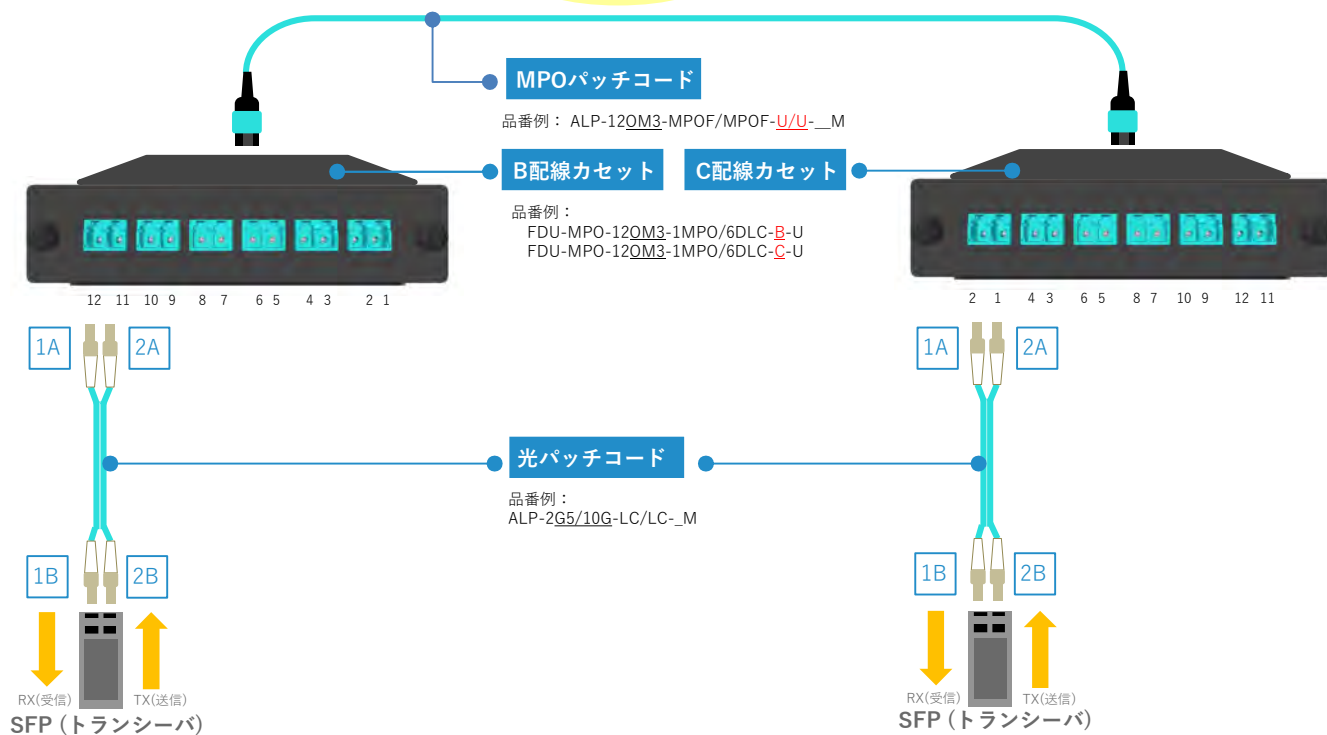 MPOパッチコード
品番例： ALP-12OM3-MPOF/MPOF-U/U-__M
B配線カセット
C配線カセット
品番例：
FDU-MPO-12OM3-1MPO/6DLC-B-U
FDU-MPO-12OM3-1MPO/6DLC-C-U
12 11 10 9 8 7 6 5 4 3 2 1
2 1 4 3 6 5 8 7 10 9 12 11
1A 2A
1A 2A
光パッチコード
品番例：
ALP-2G5/10G-LC/LC-_M
1B 2B
1B 2B
RX(受信) TX(送信)
SFP (トランシーバ)
RX(受信) TX(送信)
SFP (トランシーバ)